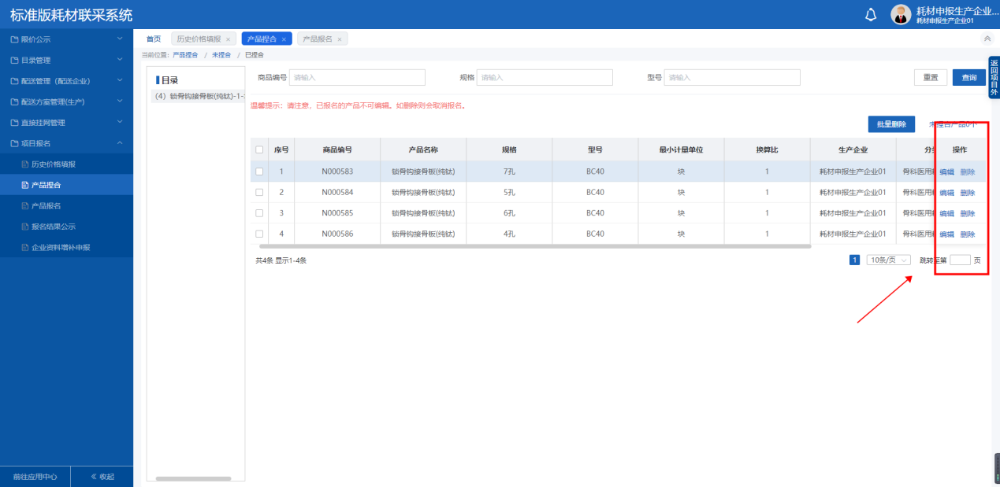 标准版耗材联采系统
耗材申报生产企业...
耗材申报生产企业01
限价公示
目录管理
配送管理（配送企业）
配送方案管理(生产)
直接挂网管理
项目报名
历史价格填报
产品捏合
产品报名
报名结果公示
企业资料增补申报
前往应用中心
收起
首页 历史价格填报 × 产品捏合 × 产品报名 ×
当前位置：产品捏合 / 未捏合 / 已捏合
返回项目外
目录
(4) 锁骨钩接骨板(纯钛)-1-
商品编号 请输入 规格 请输入 型号 请输入 重置 查询
温馨提示：请注意，已报名的产品不可编辑。如删除则会取消报名。
批量删除 未捏合产品0个
序号 商品编号 产品名称 规格 型号 最小计量单位 换算比 生产企业 分 操作
1 N000583 锁骨钩接骨板(纯钛) 7孔 BC40 块 1 耗材申报生产企业01 骨科医用 编辑 删除
2 N000584 锁骨钩接骨板(纯钛) 5孔 BC40 块 1 耗材申报生产企业01 骨科医用 编辑 删除
3 N000585 锁骨钩接骨板(纯钛) 6孔 BC40 块 1 耗材申报生产企业01 骨科医用 编辑 删除
4 N000586 锁骨钩接骨板(纯钛) 4孔 BC40 块 1 耗材申报生产企业01 骨科医用 编辑 删除
共4条 显示1-4条
1 10条/页 跳转至第 页